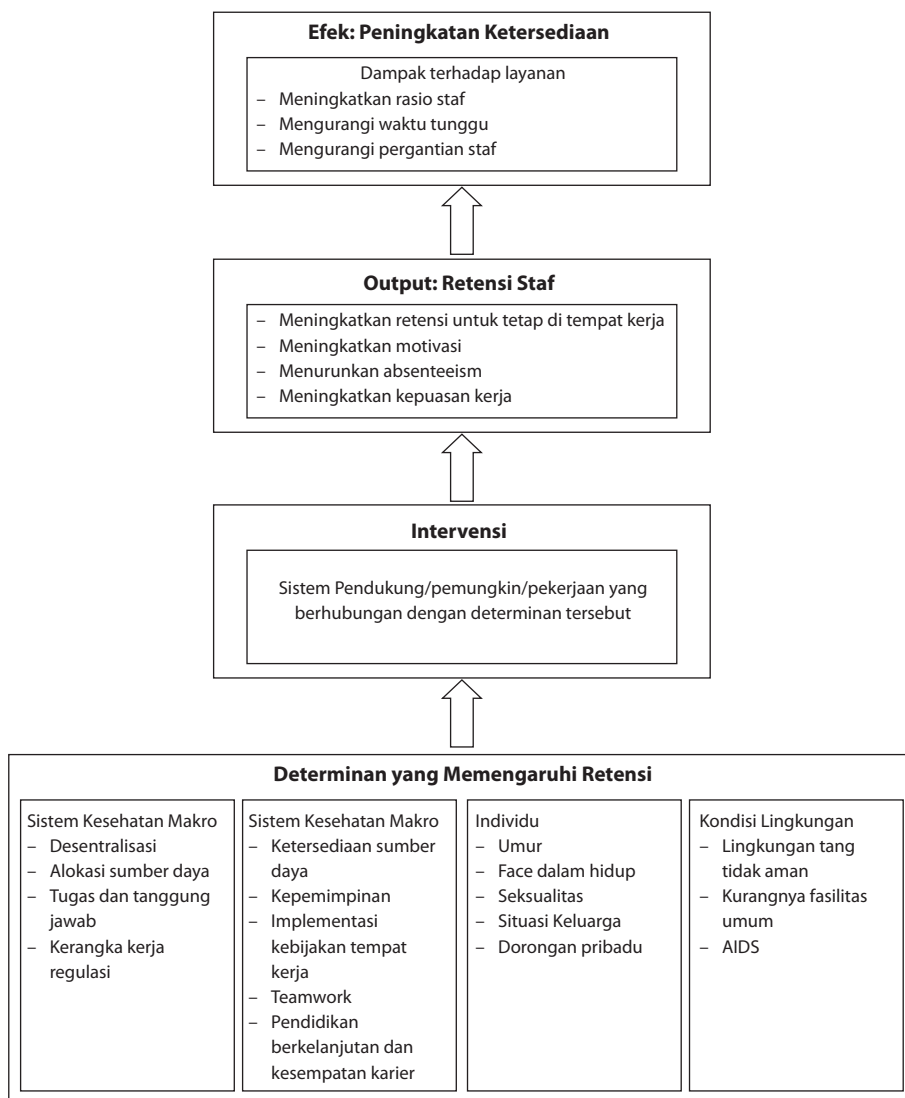 Efek: Peningkatan Ketersediaan
Dampak terhadap layanan
– Meningkatkan rasio staf
– Mengurangi waktu tunggu
– Mengurangi pergantian staf
Output: Retensi Staf
– Meningkatkan retensi untuk tetap di tempat kerja
– Meningkatkan motivasi
– Menurunkan absenteeism
– Meningkatkan kepuasan kerja
Intervensi
Sistem Pendukung/pemungkin/pekerjaan yang
berhubungan dengan determinan tersebut
Determinan yang Memengaruhi Retensi
Sistem Kesehatan Makro
– Desentralisasi
– Alokasi sumber daya
– Tugas dan tanggung
jawab
– Kerangka kerja
regulasi
Sistem Kesehatan Makro
– Ketersediaan sumber
daya
– Kepemimpinan
– Implementasi
kebijakan tempat
kerja
– Teamwork
– Pendidikan
berkelanjutan dan
kesempatan karier
Individu
– Umur
– Face dalam hidup
– Seksualitas
– Situasi Keluarga
– Dorongan pribadu
Kondisi Lingkungan
– Lingkungan tang
tidak aman
– Kurangnya fasilitas
umum
– AIDS